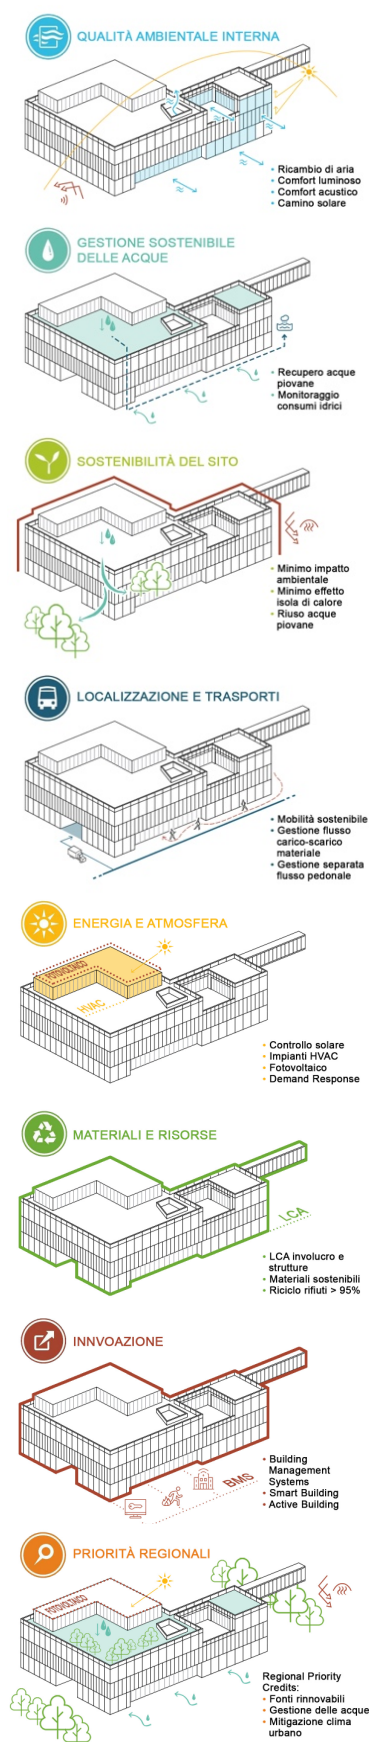 QUALITÀ AMBIENTALE INTERNA
• Ricambio di aria
• Comfort luminoso
• Comfort acustico
• Camino solare
GESTIONE SOSTENIBILE
DELLE ACQUE
• Recupero acque
piovane
• Monitoraggio
consumi idrici
SOSTENIBILITÀ DEL SITO
• Minimo impatto
ambientale
• Minimo effetto
isola di calore
• Riuso acque
piovane
LOCALIZZAZIONE E TRASPORTI
• Mobilità sostenibile
• Gestione flusso
carico-scarico
materiale
• Gestione separata
flusso pedonale
ENERGIA E ATMOSFERA
FOTOVOLTAICO
HVAC
• Controllo solare
• Impianti HVAC
• Fotovoltaico
• Demand Response
MATERIALI E RISORSE
LCA
• LCA involucro e
strutture
• Materiali sostenibili
• Riciclo rifiuti > 95%
INNVOAZIONE
BMS
• Building
Management
Systems
• Smart Building
• Active Building
PRIORITÀ REGIONALI
FOTOVOLTAICO
Regional Priority
Credits:
• Fonti rinnovabili
• Gestione delle acque
• Mitigazione clima
urbano